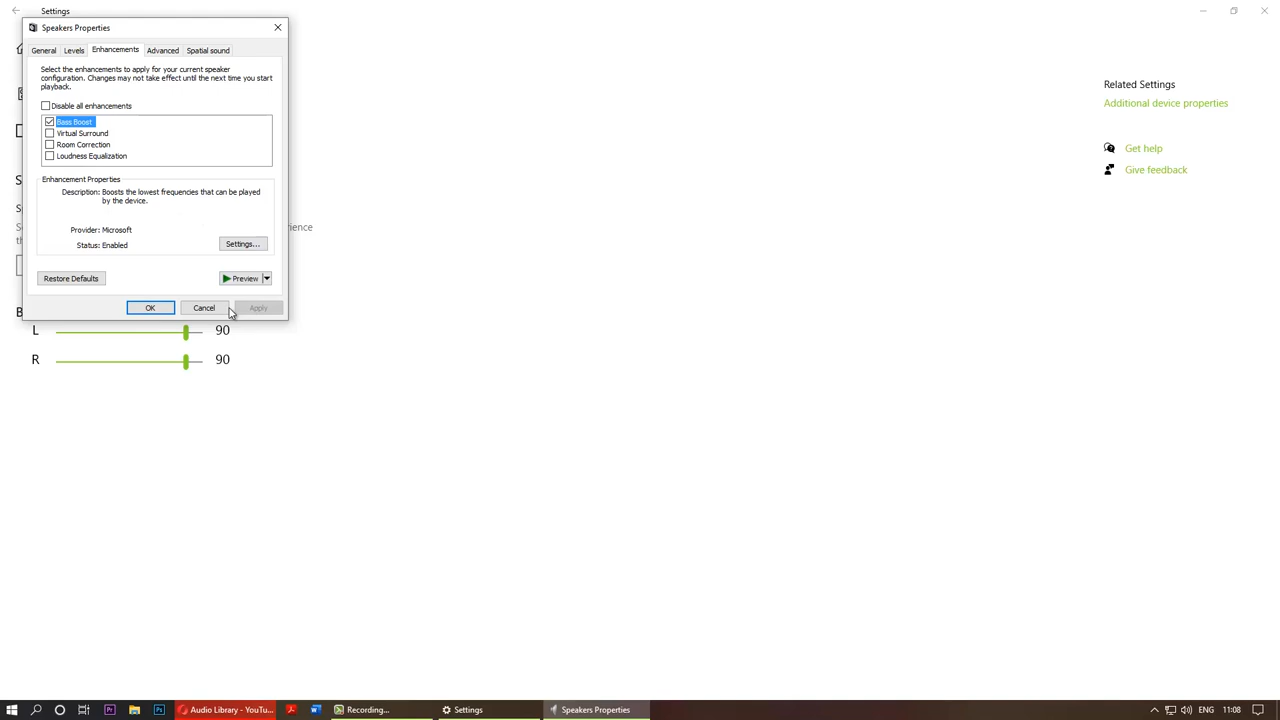 Settings
Speakers Properties
General Levels Enhancements Advanced Spatial sound
Select the enhancements to apply for your current speaker
configuration. Changes may not take effect until the next time you start
playback.
Disable all enhancements
Bass Boost
Virtual Surround
Room Correction
Loudness Equalization
Enhancement Properties
Description: Boosts the lowest frequencies that can be played
by the device.
Provider: Microsoft
Status: Enabled
Settings...
Restore Defaults
Preview
OK
Cancel
Apply
L 90
R 90
Related Settings
Additional device properties
Get help
Give feedback
Audio Library - YouTu...
Recording...
Settings
Speakers Properties
ENG
11:08